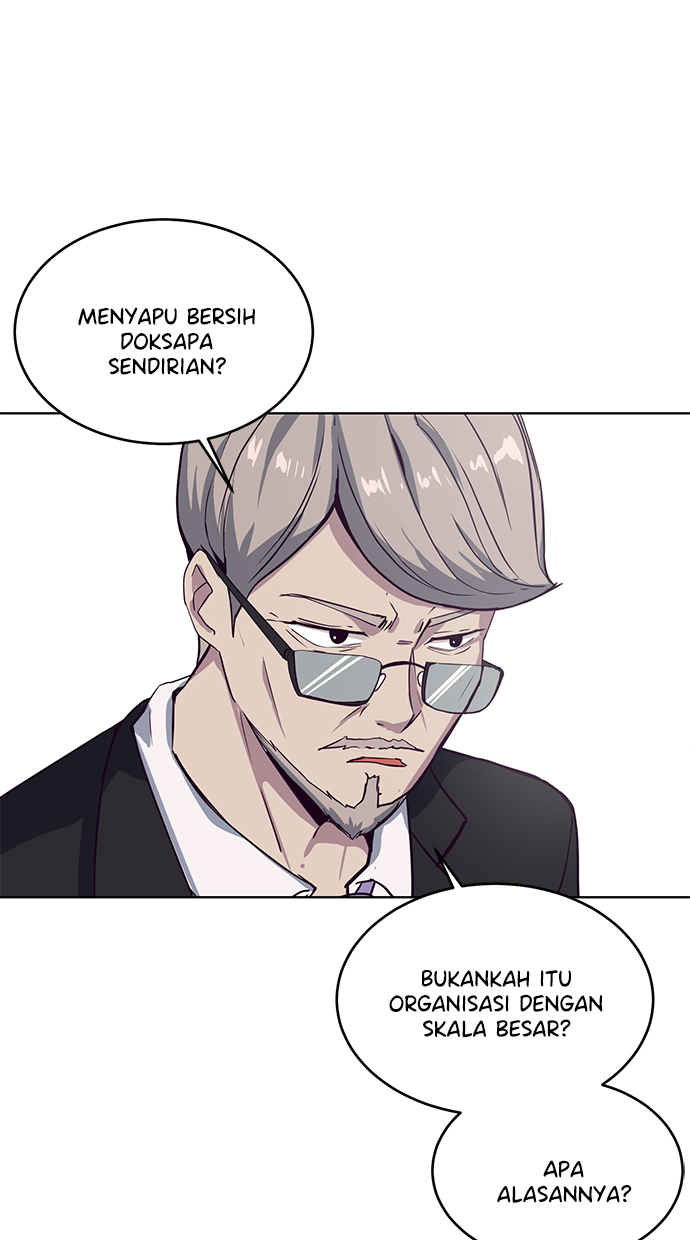 MENYAPU BERSIH
DOKSAPA
SENDIRIAN?
BUKANKAH ITU
ORGANISASI DENGAN
SKALA BESAR?
APA
ALASANNYA?